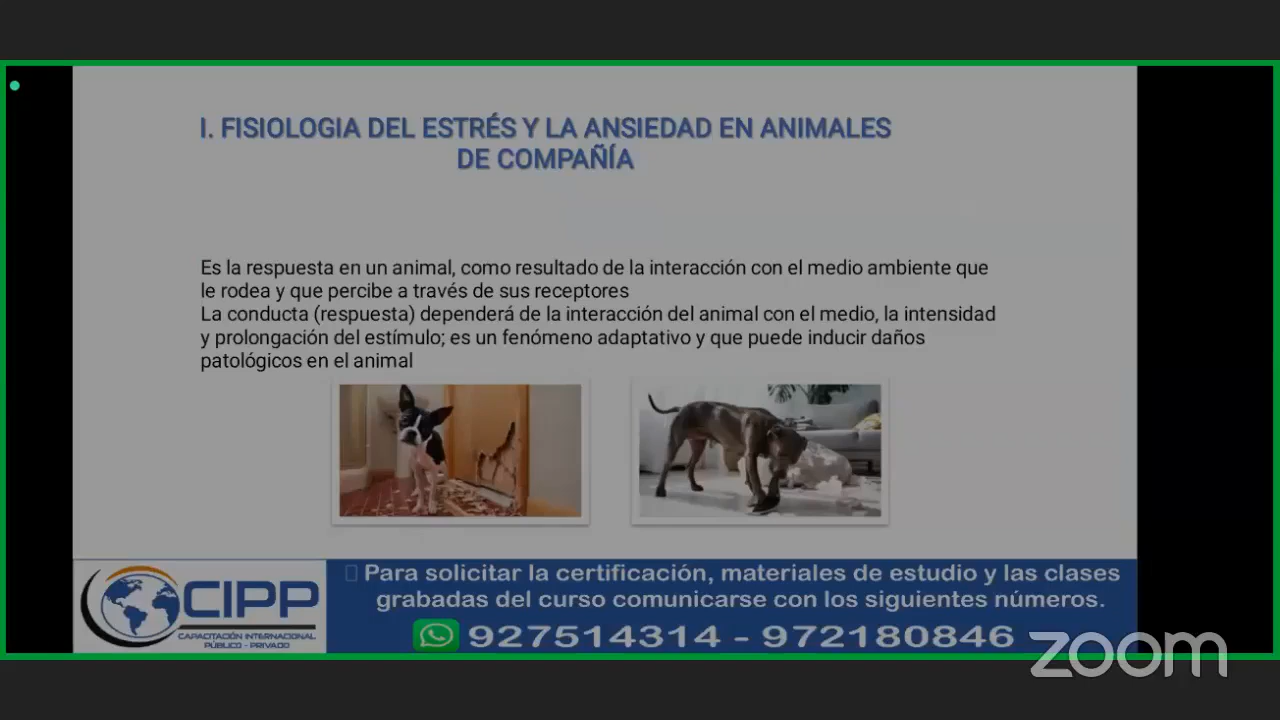 I. FISIOLOGIA DEL ESTRÉS Y LA ANSIEDAD EN ANIMALES
DE COMPAÑÍA
Es la respuesta en un animal, como resultado de la interacción con el medio ambiente que
le rodea y que percibe a través de sus receptores
La conducta (respuesta) dependerá de la interacción del animal con el medio, la intensidad
y prolongación del estímulo; es un fenómeno adaptativo y que puede inducir daños
patológicos en el animal
CIPP
CAPACITACIÓN INTERNACIONAL
PÚBLICO - PRIVADO
Para solicitar la certificación, materiales de estudio y las clases
grabadas del curso comunicarse con los siguientes números.
927514314 - 972180846
zoom